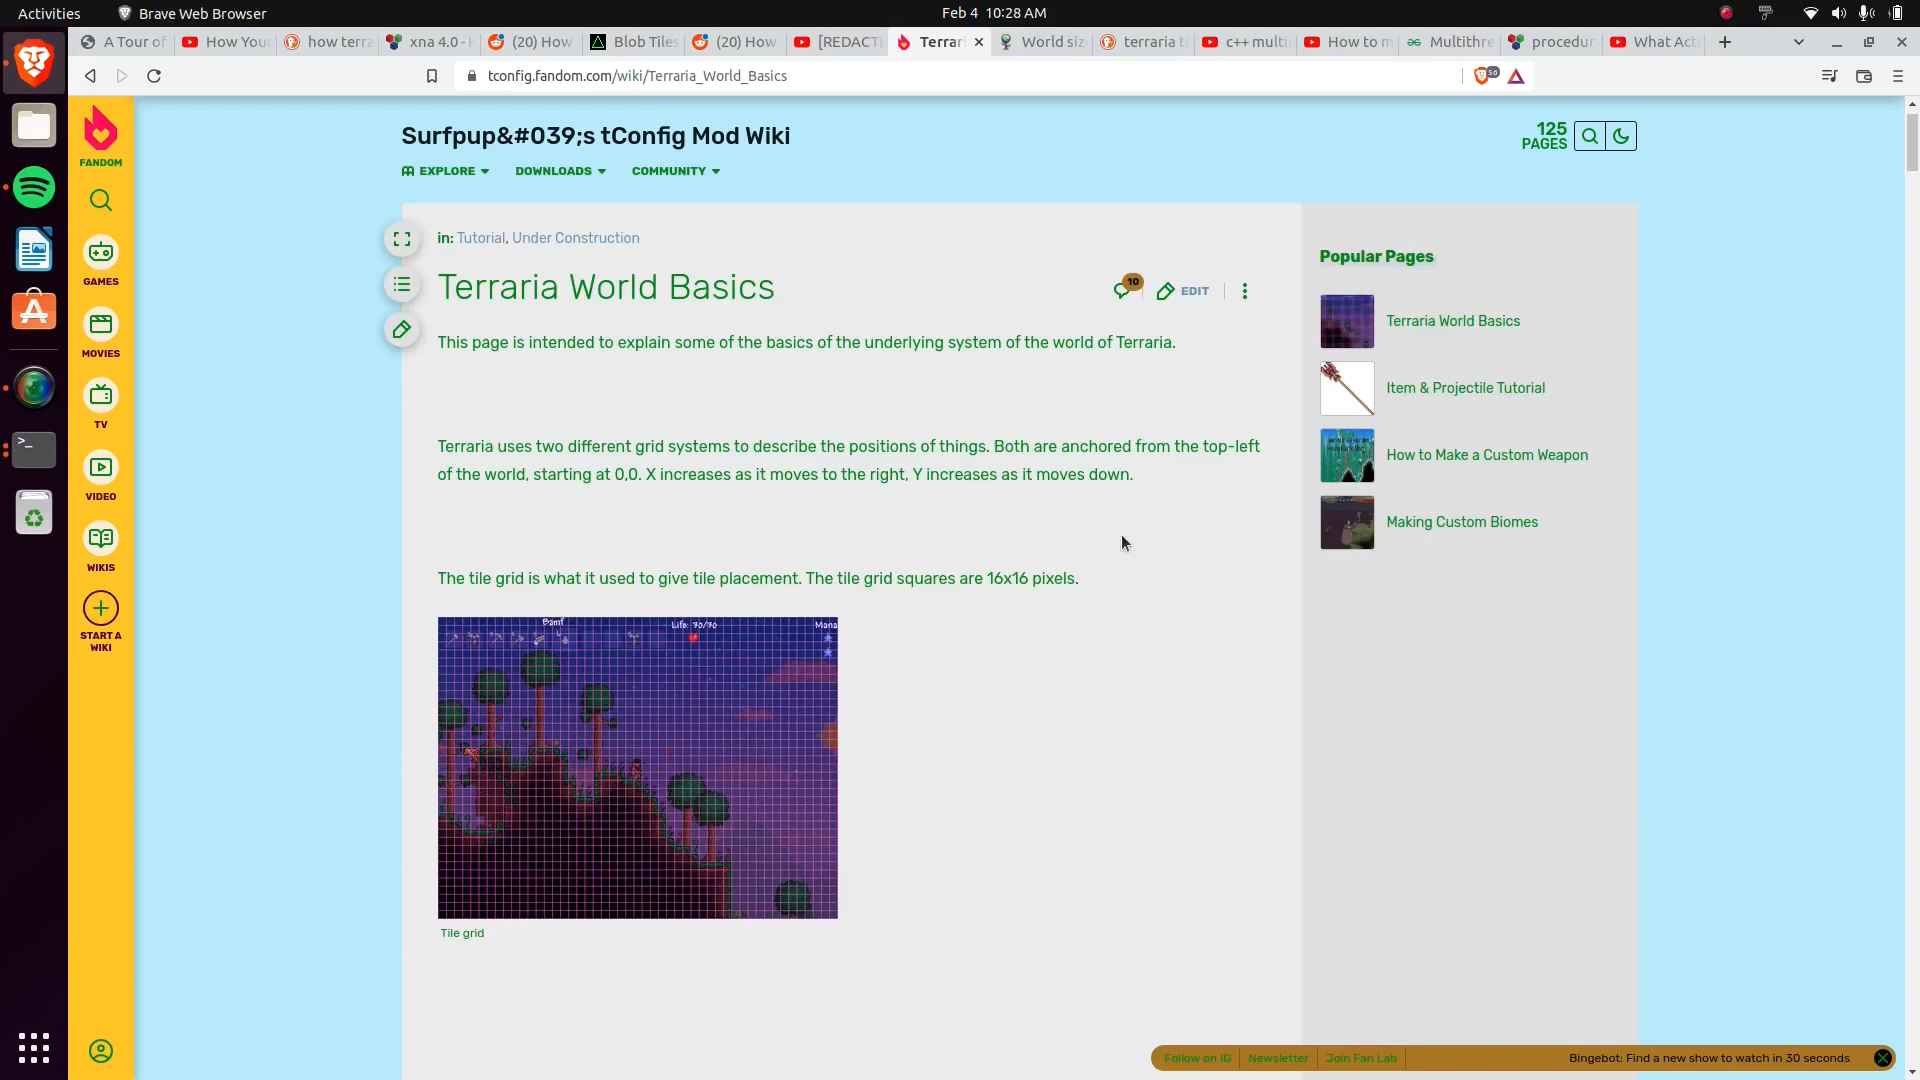 Activities
Brave Web Browser
Feb 4 10:28 AM
A Tour of
How You
how terra
xna 4.0 -
(20) How
Blob Tiles
(20) How
[REDACTE
Terrari
World siz
terraria ti
c++ multi
How to m
Multithre
procedur
What Act
tconfig.fandom.com/wiki/Terraria_World_Basics
56
FANDOM
GAMES
MOVIES
TV
VIDEO
WIKIS
START A
WIKI
Surfpup&#039;s tConfig Mod Wiki
125
PAGES
EXPLORE
DOWNLOADS
COMMUNITY
in: Tutorial, Under Construction
Terraria World Basics
10
EDIT
This page is intended to explain some of the basics of the underlying system of the world of Terraria.
Terraria uses two different grid systems to describe the positions of things. Both are anchored from the top-left
of the world, starting at 0,0. X increases as it moves to the right, Y increases as it moves down.
The tile grid is what it used to give tile placement. The tile grid squares are 16x16 pixels.
Bamf
Life: 70/70
Mana
Tile grid
Popular Pages
Terraria World Basics
Item & Projectile Tutorial
How to Make a Custom Weapon
Making Custom Biomes
Follow on IG
Newsletter
Join Fan Lab
Bingebot: Find a new show to watch in 30 seconds